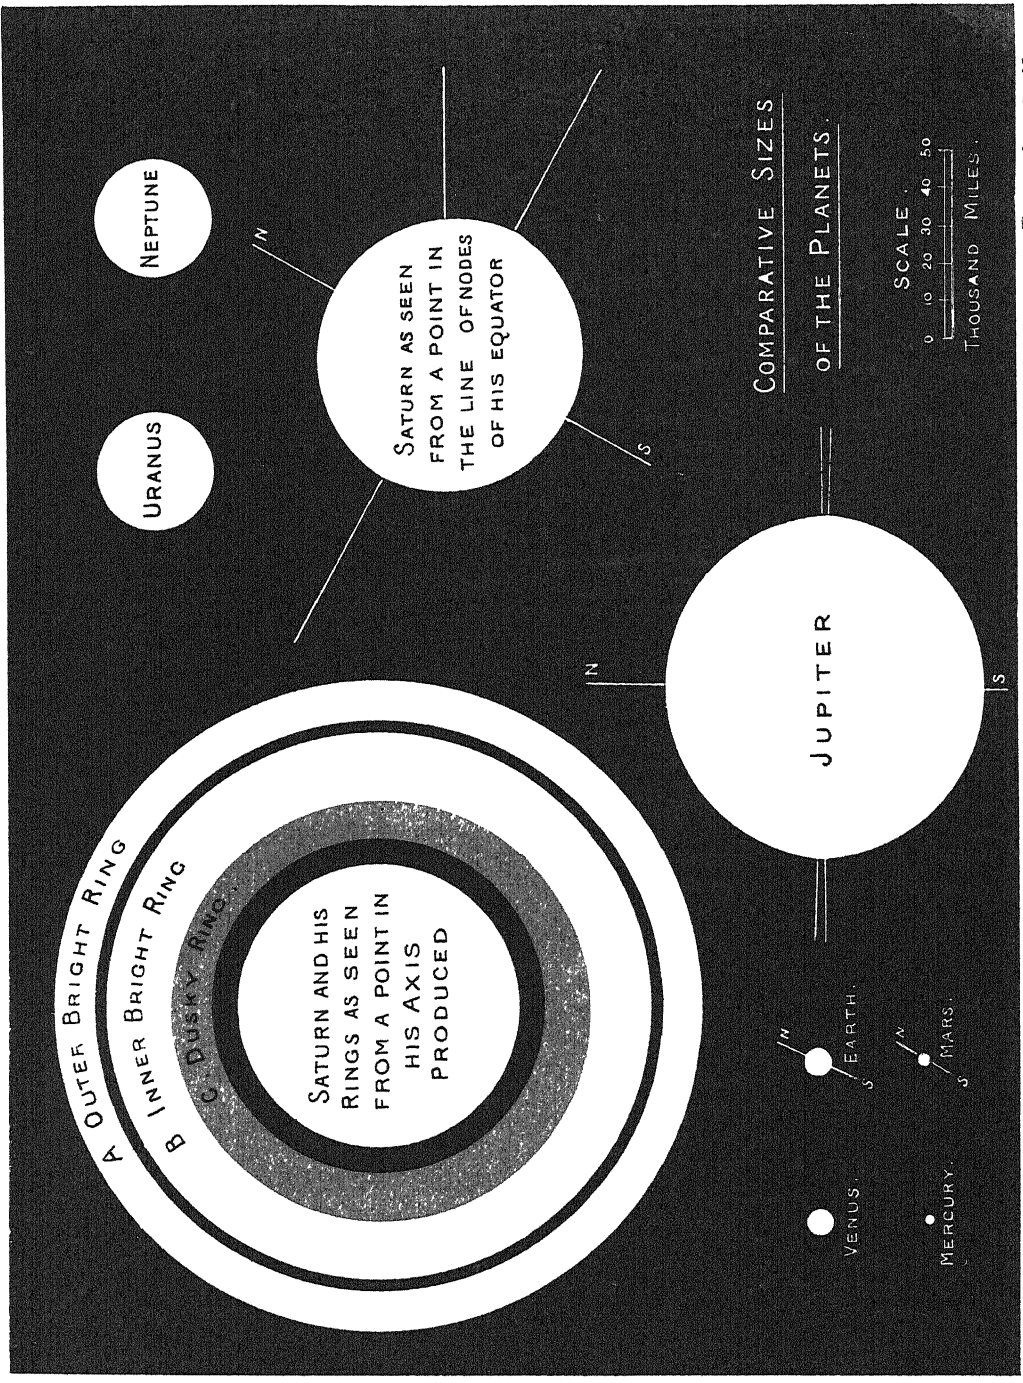 A OUTER BRIGHT RING
B INNER BRIGHT RING
C DUSKY RING.
SATURN AND HIS
RINGS AS SEEN
FROM A POINT IN
HIS AXIS
PRODUCED
URANUS
NEPTUNE
N
SATURN AS SEEN
FROM A POINT IN
THE LINE OF NODES
OF HIS EQUATOR
S
N
JUPITER
S
COMPARATIVE SIZES
OF THE PLANETS.
SCALE.
0 10 20 30 40 50
THOUSAND MILES.
VENUS.
N
S
EARTH.
MERCURY.
N
S
MARS.